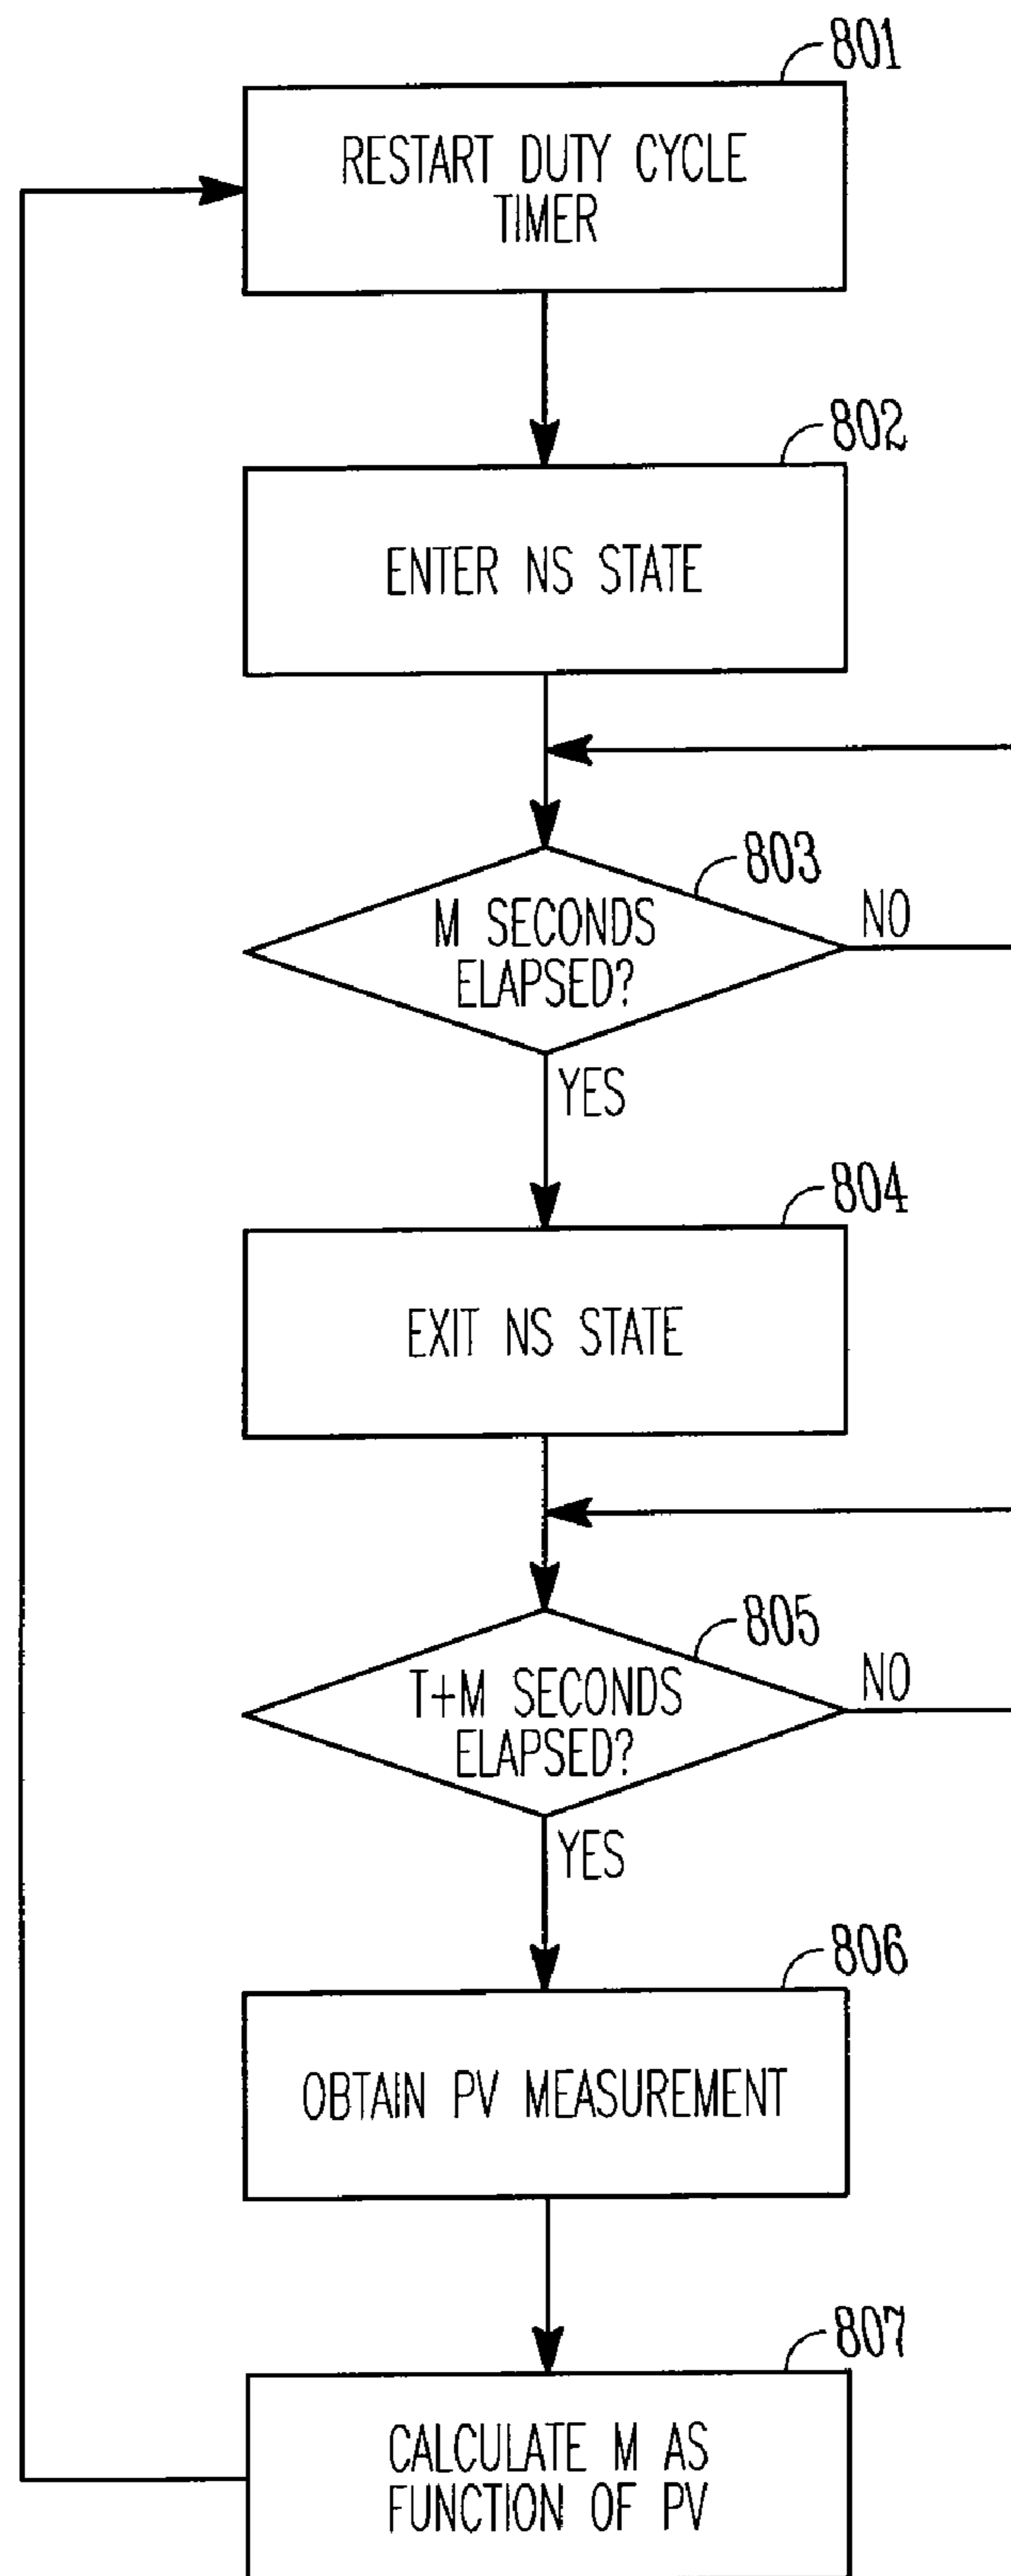 801
RESTART DUTY CYCLE
TIMER
802
ENTER NS STATE
803
M SECONDS
ELAPSED?
NO
YES
804
EXIT NS STATE
805
T+M SECONDS
ELAPSED?
NO
YES
806
OBTAIN PV MEASUREMENT
807
CALCULATE M AS
FUNCTION OF PV